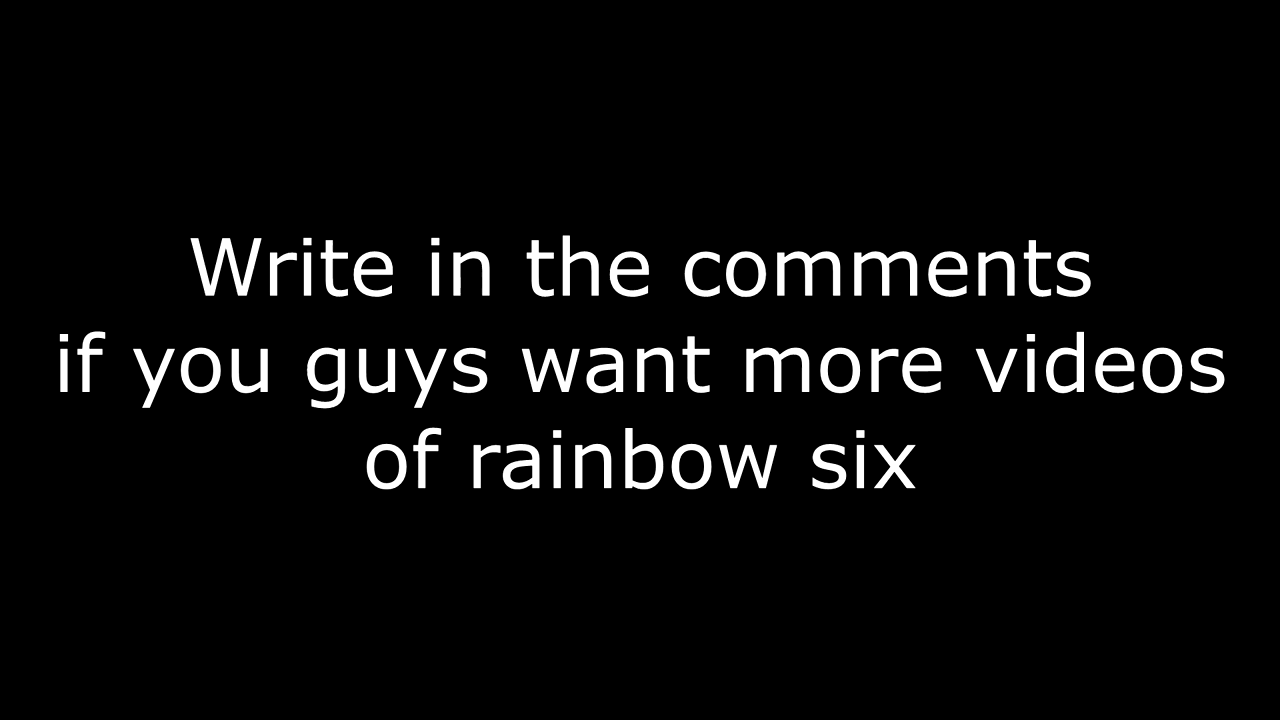 Write in the comments
if you guys want more videos
of rainbow six